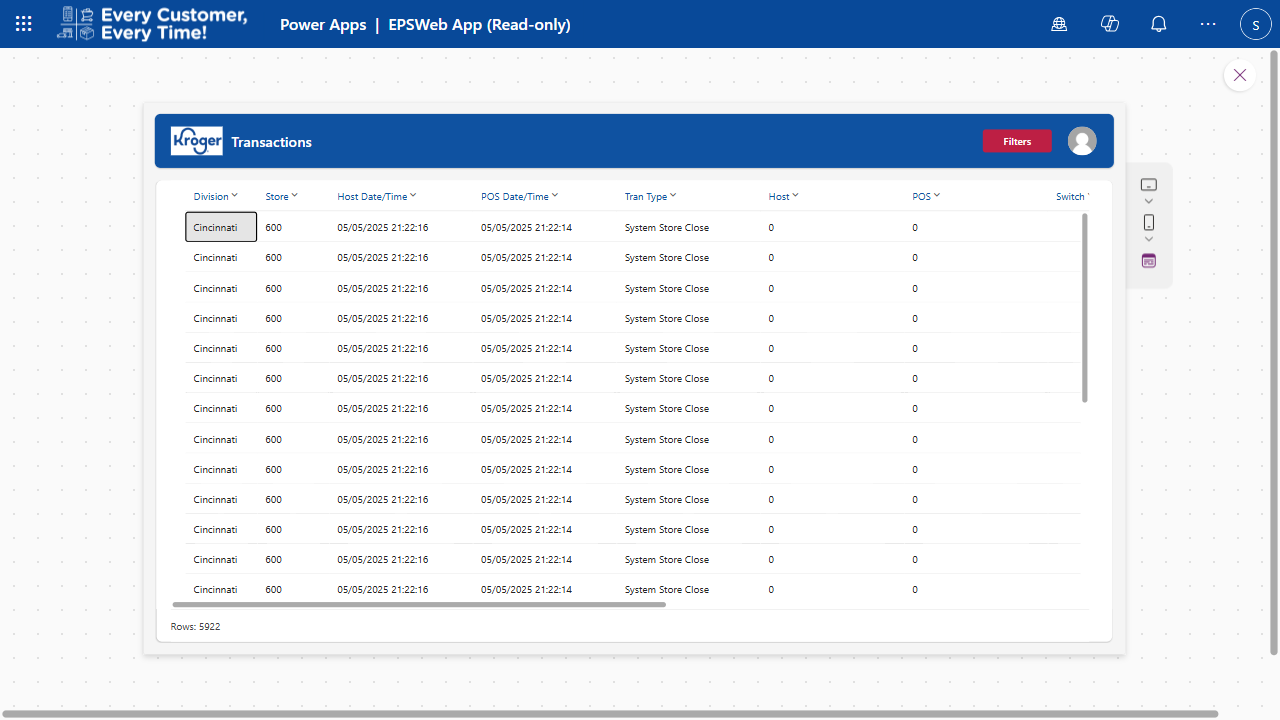 Every Customer,
Every Time!
Power Apps | EPSWeb App (Read-only)
S
Kroger
Transactions
Filters
Division Store Host Date/Time POS Date/Time Tran Type Host POS Switch
Cincinnati 600 05/05/2025 21:22:16 05/05/2025 21:22:14 System Store Close 0 0
Cincinnati 600 05/05/2025 21:22:16 05/05/2025 21:22:14 System Store Close 0 0
Cincinnati 600 05/05/2025 21:22:16 05/05/2025 21:22:14 System Store Close 0 0
Cincinnati 600 05/05/2025 21:22:16 05/05/2025 21:22:14 System Store Close 0 0
Cincinnati 600 05/05/2025 21:22:16 05/05/2025 21:22:14 System Store Close 0 0
Cincinnati 600 05/05/2025 21:22:16 05/05/2025 21:22:14 System Store Close 0 0
Cincinnati 600 05/05/2025 21:22:16 05/05/2025 21:22:14 System Store Close 0 0
Cincinnati 600 05/05/2025 21:22:16 05/05/2025 21:22:14 System Store Close 0 0
Cincinnati 600 05/05/2025 21:22:16 05/05/2025 21:22:14 System Store Close 0 0
Cincinnati 600 05/05/2025 21:22:16 05/05/2025 21:22:14 System Store Close 0 0
Cincinnati 600 05/05/2025 21:22:16 05/05/2025 21:22:14 System Store Close 0 0
Cincinnati 600 05/05/2025 21:22:16 05/05/2025 21:22:14 System Store Close 0 0
Cincinnati 600 05/05/2025 21:22:16 05/05/2025 21:22:14 System Store Close 0 0
Rows: 5922